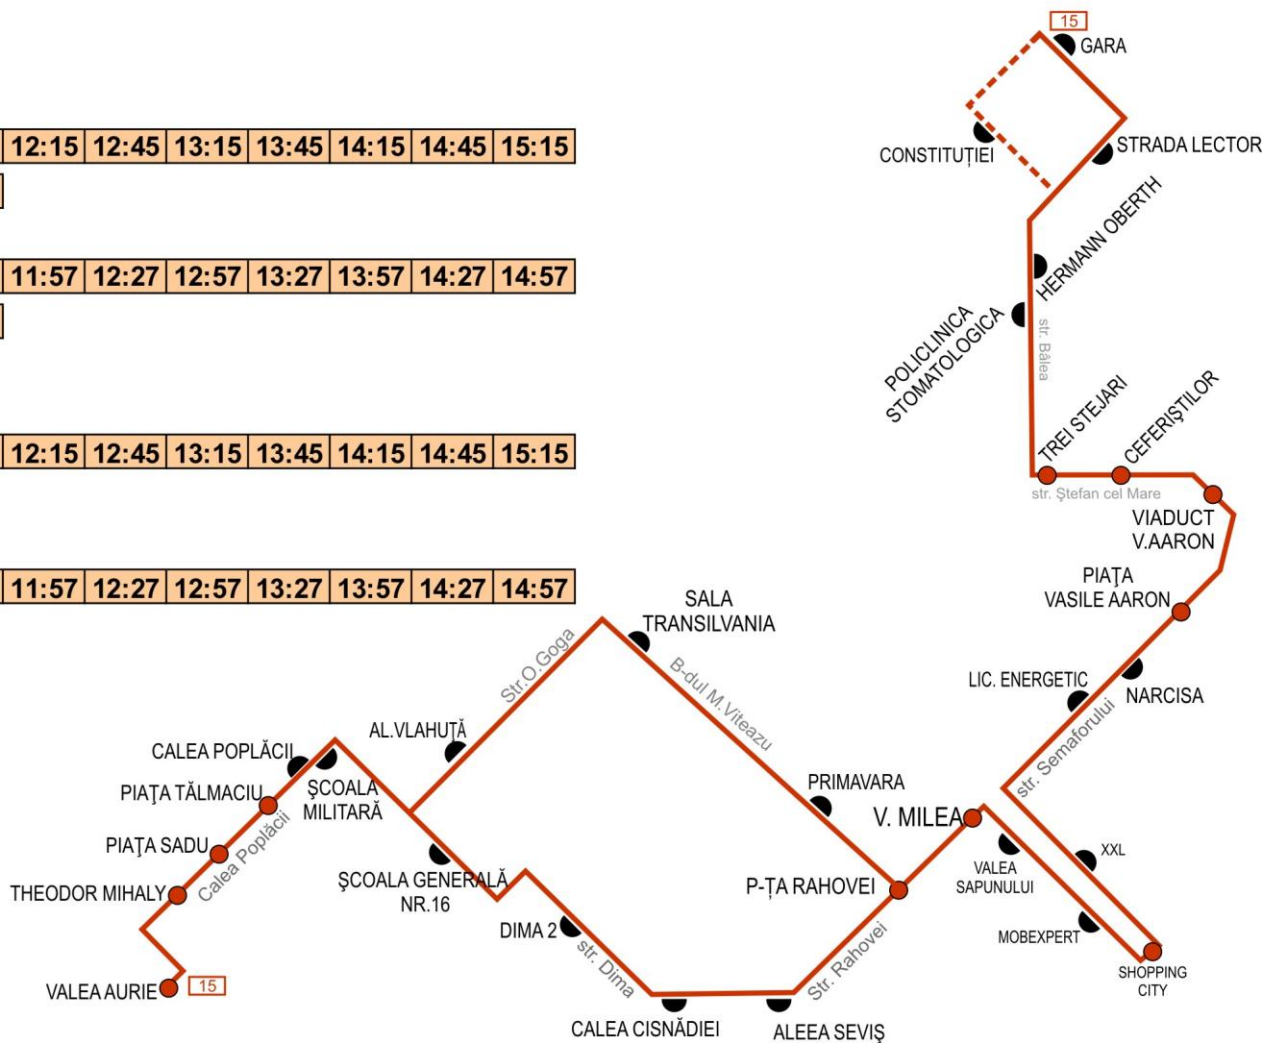 12:15 12:45 13:15 13:45 14:15 14:45 15:15
11:57 12:27 12:57 13:27 13:57 14:27 14:57
12:15 12:45 13:15 13:45 14:15 14:45 15:15
11:57 12:27 12:57 13:27 13:57 14:27 14:57
15
GARA
CONSTITUȚIEI
STRADA LECTOR
HERMANN OBERTH
POLICLINICA
STOMATOLOGICA
str. Bâlea
TREI STEJARI
CEFERIȘTILOR
str. Ștefan cel Mare
VIADUCT
V.AARON
PIAŢA
VASILE AARON
LIC. ENERGETIC
NARCISA
str. Semaforului
SALA
TRANSILVANIA
Str.O.Goga
B-dul M.Viteazu
AL.VLAHUȚĂ
CALEA POPLĂCII
ŞCOALA
MILITARĂ
PIAŢA TĂLMACIU
PIAŢA SADU
Calea Poplăcii
THEODOR MIHALY
VALEA AURIE
15
ŞCOALA GENERALĂ
NR.16
DIMA 2
str. Dima
CALEA CISNĂDIEI
ALEEA SEVIȘ
Str. Rahovei
P-ȚA RAHOVEI
PRIMAVARA
V. MILEA
VALEA
SAPUNULUI
XXL
MOBEXPERT
SHOPPING
CITY